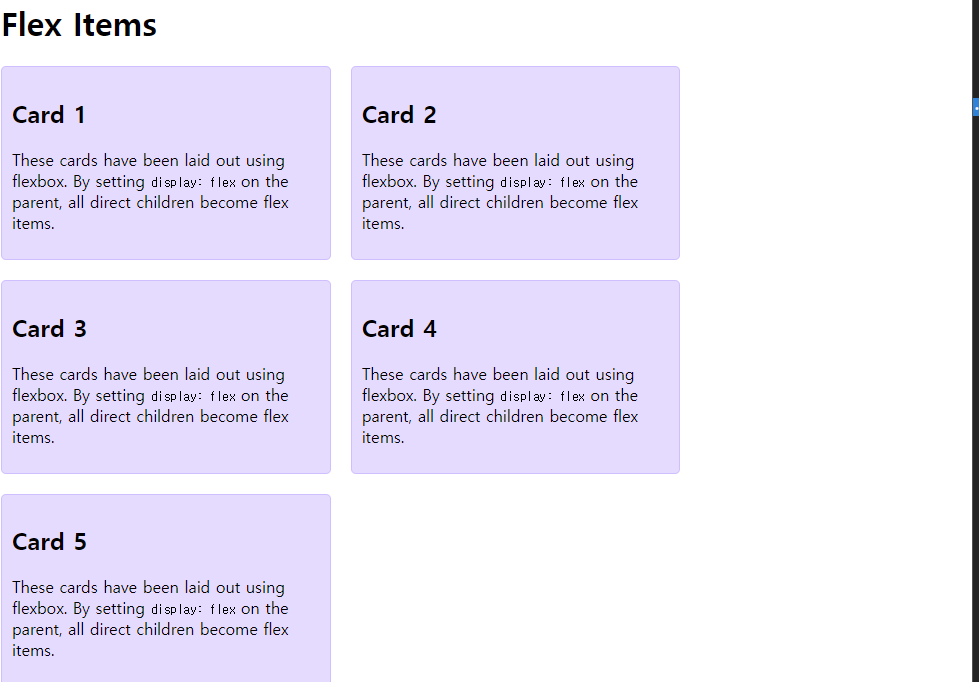 Flex Items
Card 1
These cards have been laid out using
flexbox. By setting display: flex on the
parent, all direct children become flex
items.
Card 2
These cards have been laid out using
flexbox. By setting display: flex on the
parent, all direct children become flex
items.
Card 3
These cards have been laid out using
flexbox. By setting display: flex on the
parent, all direct children become flex
items.
Card 4
These cards have been laid out using
flexbox. By setting display: flex on the
parent, all direct children become flex
items.
Card 5
These cards have been laid out using
flexbox. By setting display: flex on the
parent, all direct children become flex
items.